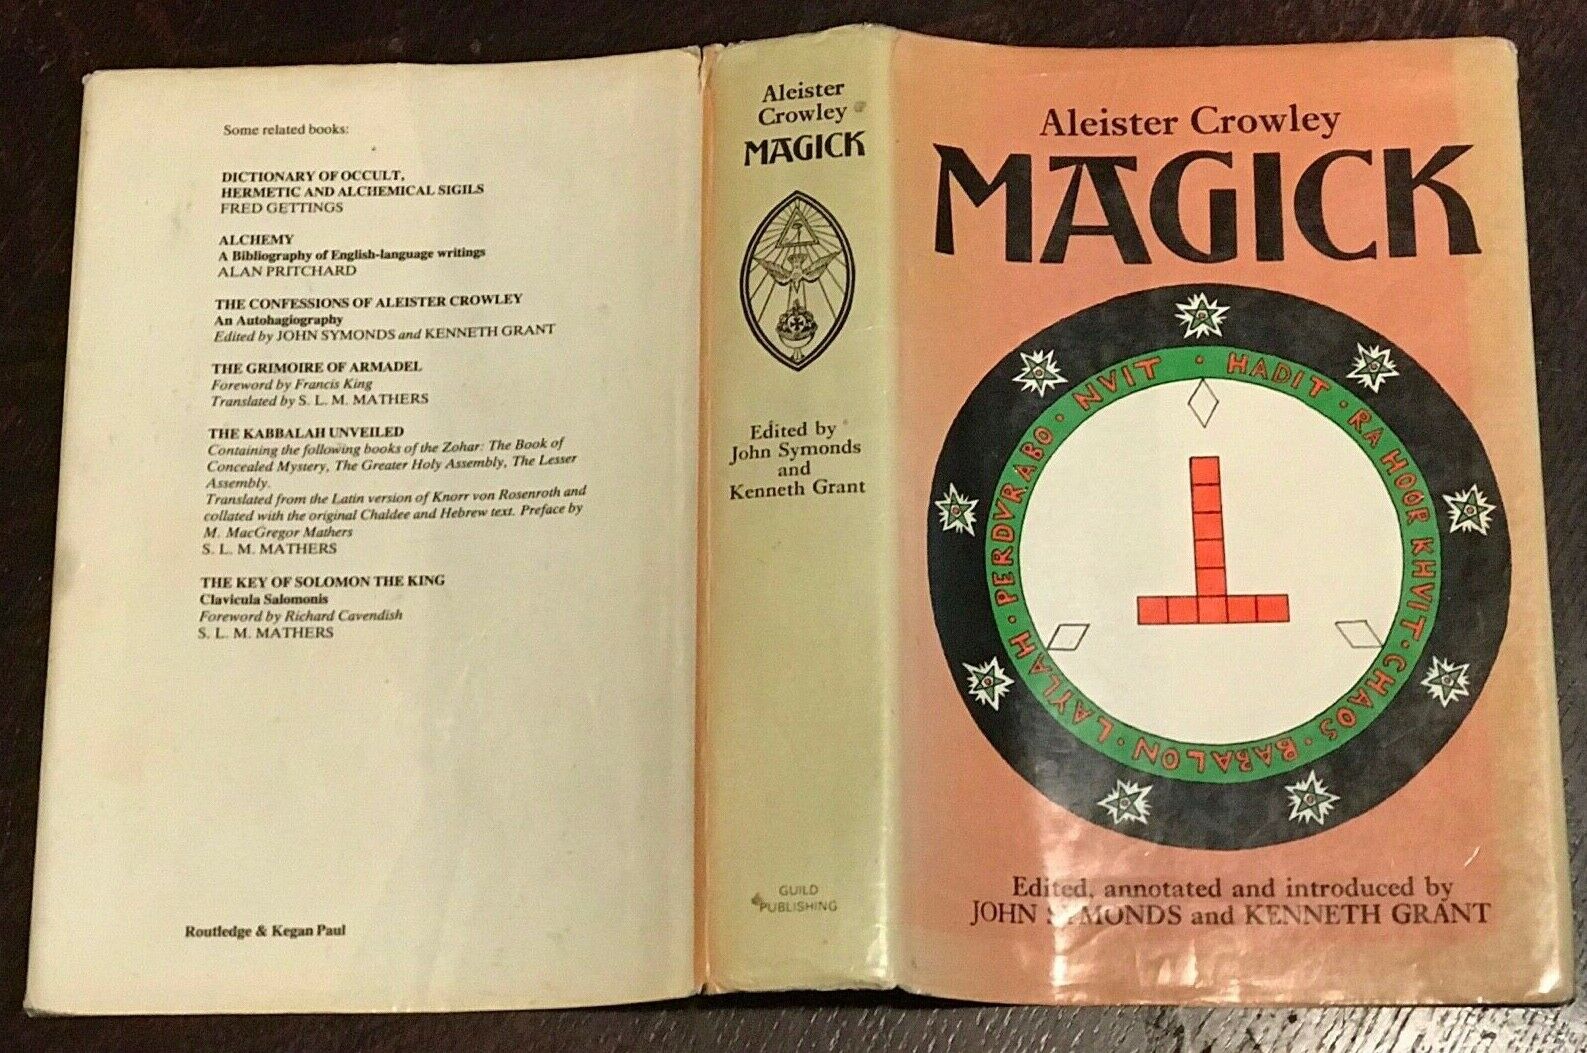 Some related books:
DICTIONARY OF OCCULT,
HERMETIC AND ALCHEMICAL SIGILS
FRED GETTINGS
ALCHEMY
A Bibliography of English-language writings
ALAN PRITCHARD
THE CONFESSIONS OF ALEISTER CROWLEY
An Autohagiography
Edited by JOHN SYMONDS and KENNETH GRANT
THE GRIMOIRE OF ARMADEL
Foreword by Francis King
Translated by S. L. M. MATHERS
THE KABBALAH UNVEILED
Containing the following books of the Zohar: The Book of
Concealed Mystery, The Greater Holy Assembly, The Lesser
Assembly.
Translated from the Latin version of Knorr von Rosenroth and
collated with the original Chaldee and Hebrew text. Preface by
M. MacGregor Mathers
S. L. M. MATHERS
THE KEY OF SOLOMON THE KING
Clavicula Salomonis
Foreword by Richard Cavendish
S. L. M. MATHERS
Routledge & Kegan Paul
Aleister
Crowley
MAGICK
Edited by
John Symonds
and
Kenneth Grant
GUILD
PUBLISHING
Aleister Crowley
MAGICK
NVIT · HADIT · RA HOOR KHVIT · CHAOS · BABALON · LAYLAH · PERDVRABO ·
Edited, annotated and introduced by
JOHN SYMONDS and KENNETH GRANT